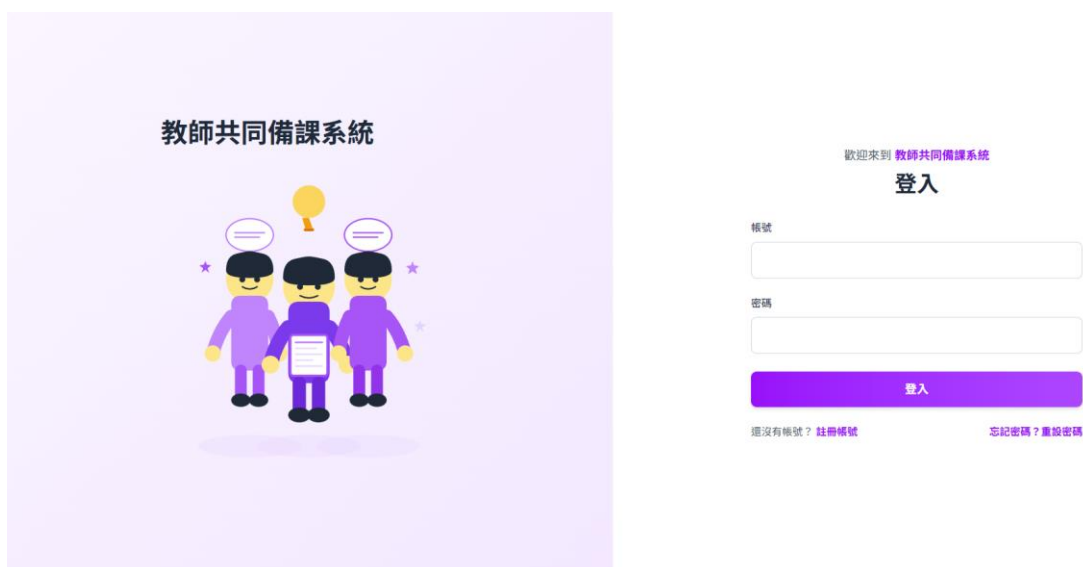 教師共同備課系統
歡迎來到 教師共同備課系統
登入
帳號
密碼
登入
還沒有帳號？ 註冊帳號
忘記密碼？重設密碼